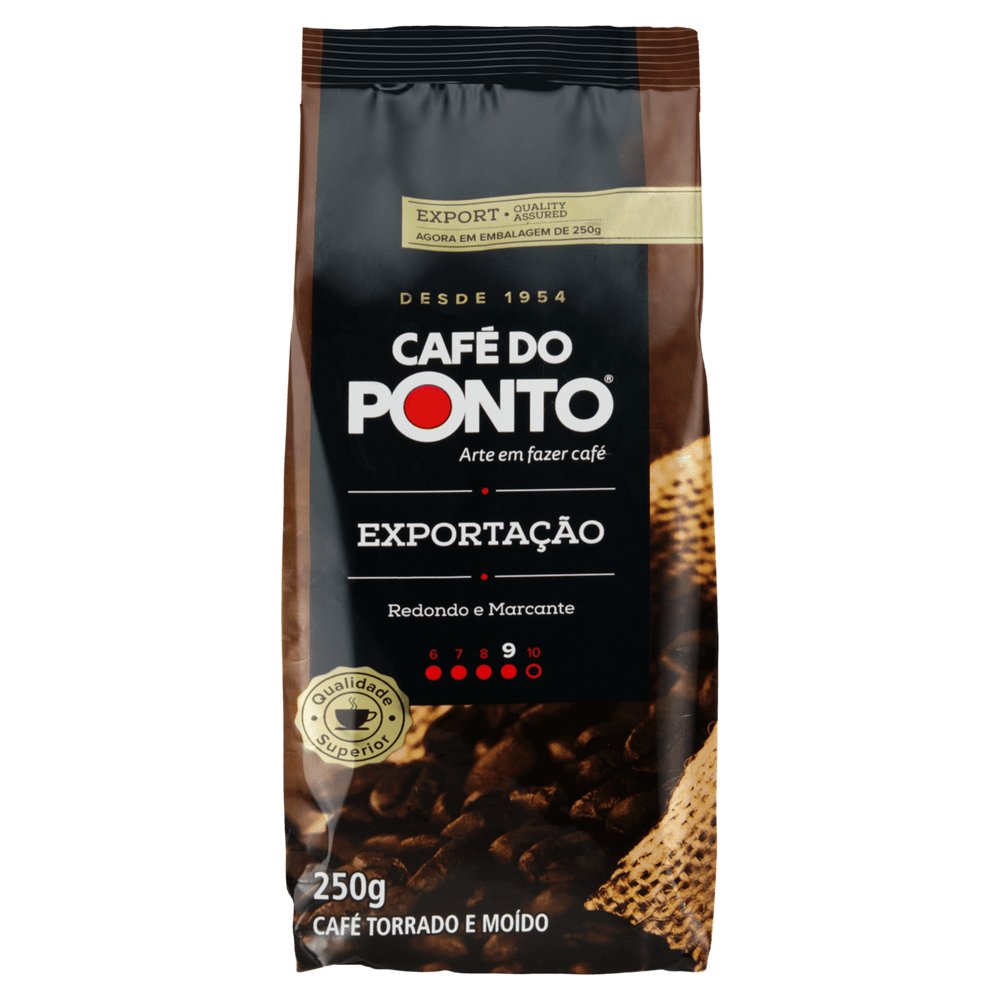 EXPORT • QUALITY ASSURED
AGORA EM EMBALAGEM DE 250g
DESDE 1954
CAFÉ DO
PONTO®
Arte em fazer café
EXPORTAÇÃO
Redondo e Marcante
6 7 8 9 10
Qualidade
Superior
250g
CAFÉ TORRADO E MOÍDO